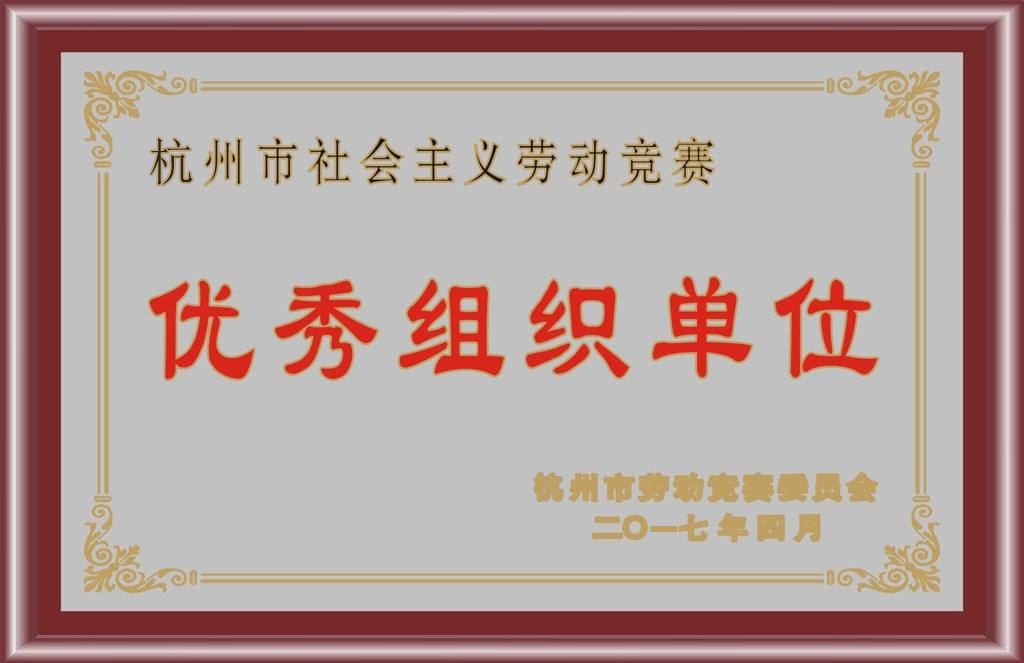 杭州市社会主义劳动竞赛
优秀组织单位
杭州市劳动竞赛委员会
二〇一七年四月